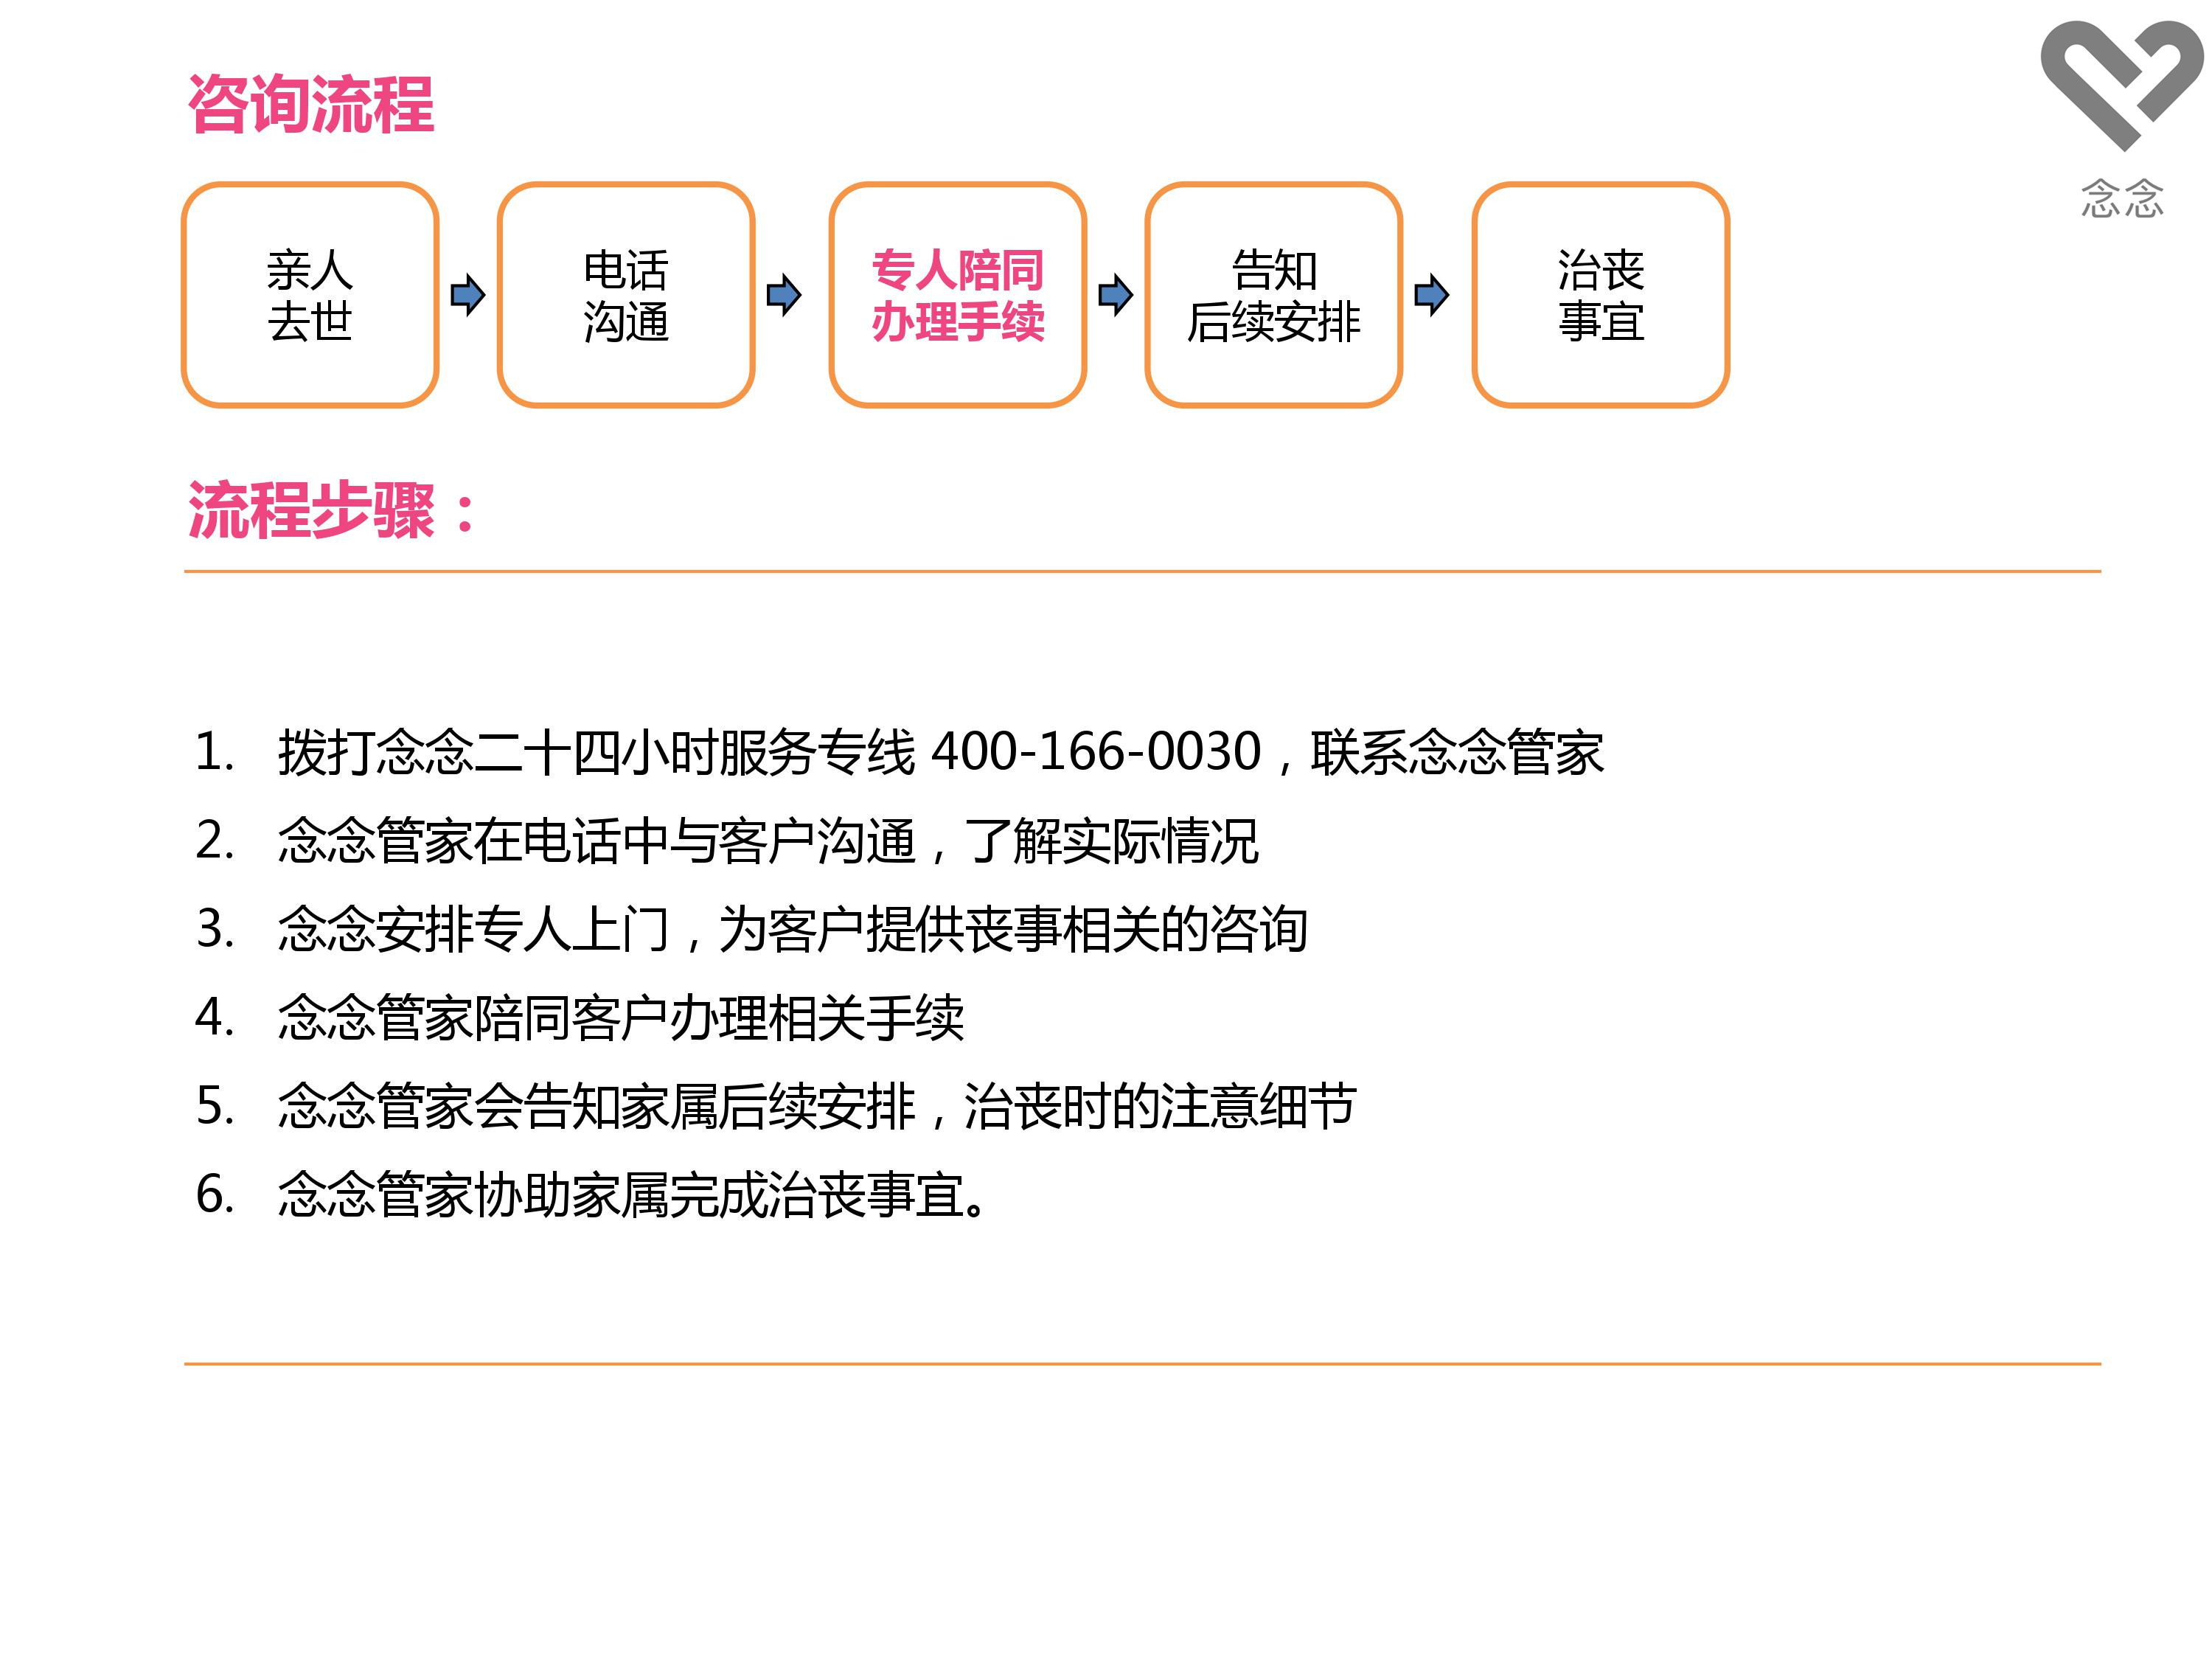 咨询流程
念念
亲人
去世
电话
沟通
专人陪同
办理手续
告知
后续安排
治丧
事宜
流程步骤：
1. 拨打念念二十四小时服务专线 400-166-0030，联系念念管家
2. 念念管家在电话中与客户沟通，了解实际情况
3. 念念安排专人上门，为客户提供丧事相关的咨询
4. 念念管家陪同客户办理相关手续
5. 念念管家会告知家属后续安排，治丧时的注意细节
6. 念念管家协助家属完成治丧事宜。